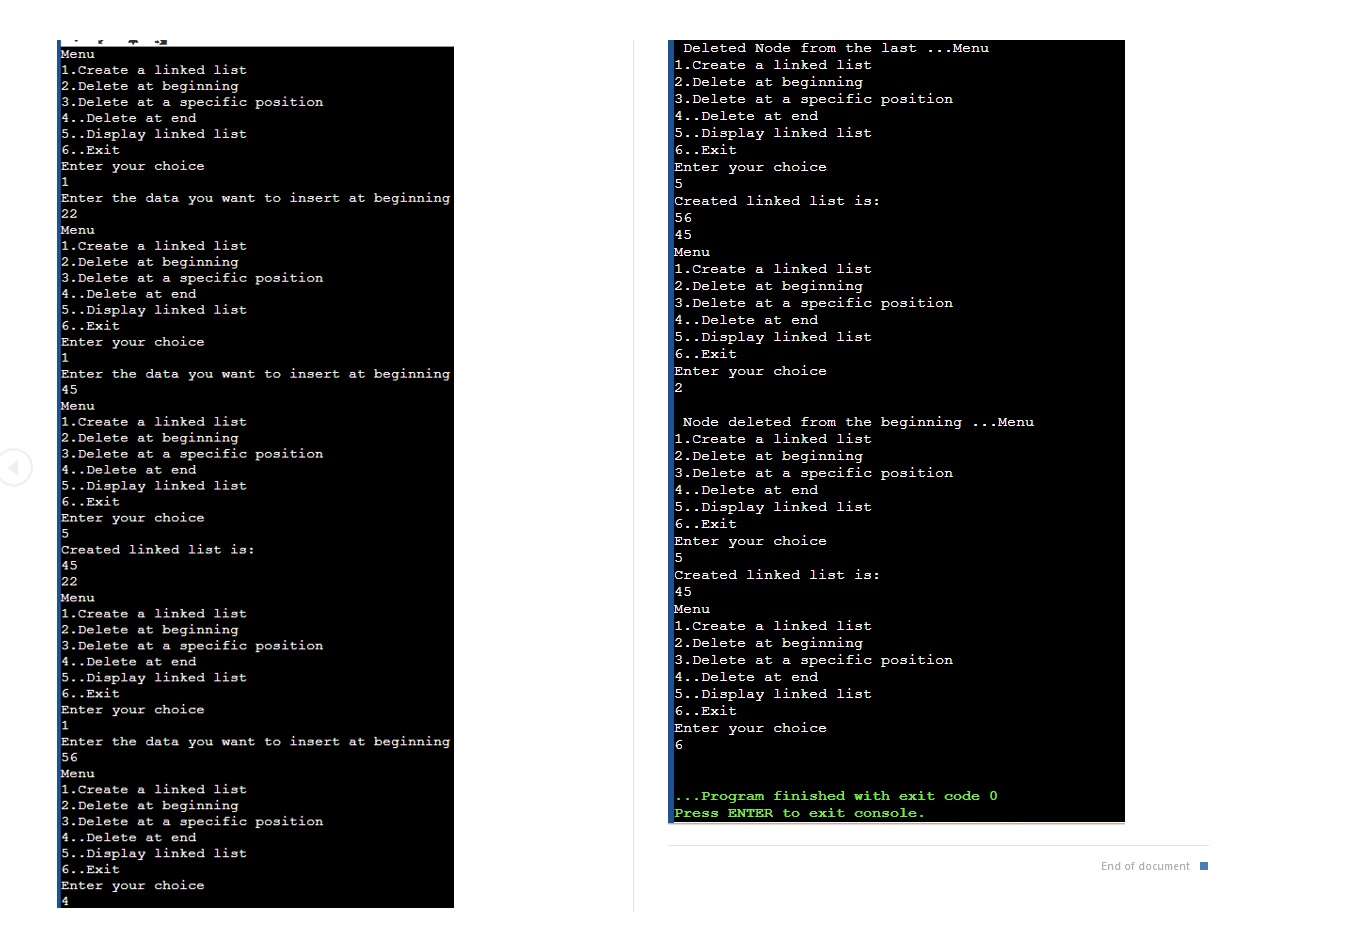 Menu
1.Create a linked list
2.Delete at beginning
3.Delete at a specific position
4..Delete at end
5..Display linked list
6..Exit
Enter your choice
1
Enter the data you want to insert at beginning
22
Menu
1.Create a linked list
2.Delete at beginning
3.Delete at a specific position
4..Delete at end
5..Display linked list
6..Exit
Enter your choice
1
Enter the data you want to insert at beginning
45
Menu
1.Create a linked list
2.Delete at beginning
3.Delete at a specific position
4..Delete at end
5..Display linked list
6..Exit
Enter your choice
5
Created linked list is:
45
22
Menu
1.Create a linked list
2.Delete at beginning
3.Delete at a specific position
4..Delete at end
5..Display linked list
6..Exit
Enter your choice
1
Enter the data you want to insert at beginning
56
Menu
1.Create a linked list
2.Delete at beginning
3.Delete at a specific position
4..Delete at end
5..Display linked list
6..Exit
Enter your choice
4
Deleted Node from the last ...Menu
1.Create a linked list
2.Delete at beginning
3.Delete at a specific position
4..Delete at end
5..Display linked list
6..Exit
Enter your choice
5
Created linked list is:
56
45
Menu
1.Create a linked list
2.Delete at beginning
3.Delete at a specific position
4..Delete at end
5..Display linked list
6..Exit
Enter your choice
2
Node deleted from the beginning ...Menu
1.Create a linked list
2.Delete at beginning
3.Delete at a specific position
4..Delete at end
5..Display linked list
6..Exit
Enter your choice
5
Created linked list is:
45
Menu
1.Create a linked list
2.Delete at beginning
3.Delete at a specific position
4..Delete at end
5..Display linked list
6..Exit
Enter your choice
6
...Program finished with exit code 0
Press ENTER to exit console.
End of document